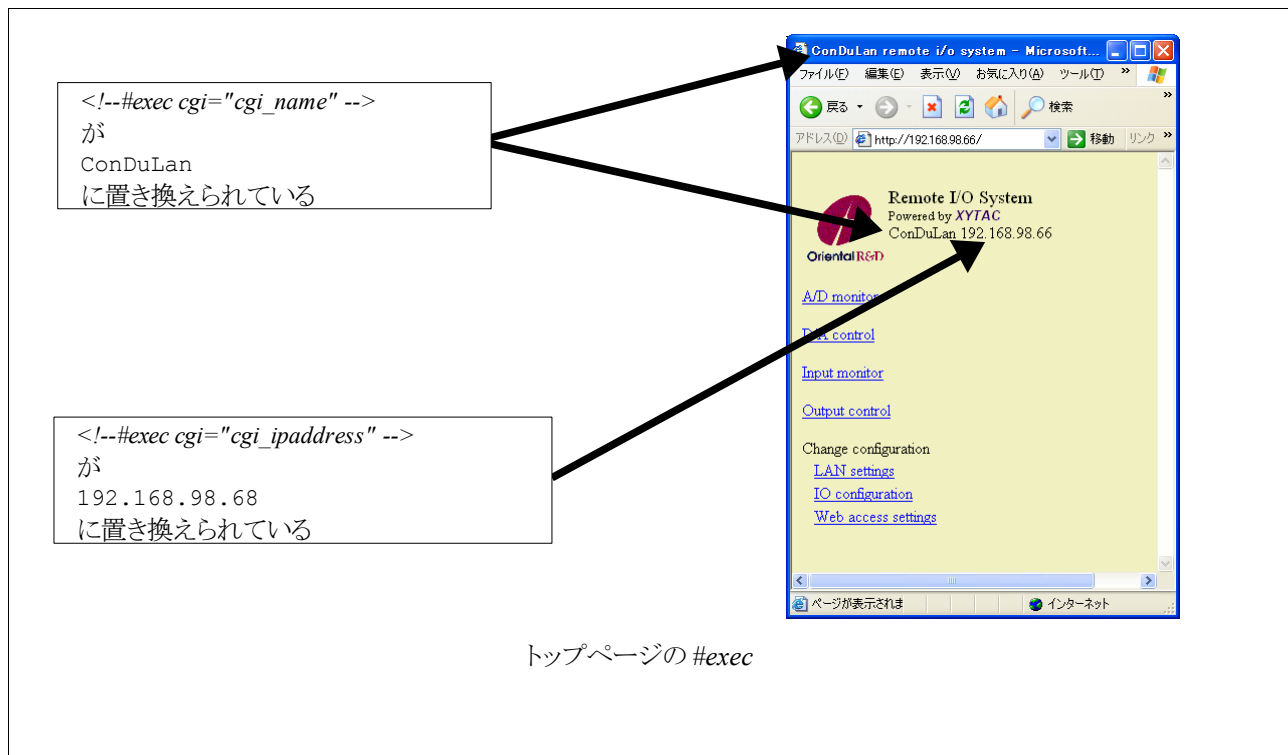 <!--#exec cgi="cgi_name" -->
が
ConDuLan
に置き換えられている
<!--#exec cgi="cgi_ipaddress" -->
が
192.168.98.68
に置き換えられている
ConDuLan remote i/o system - Microsoft...
ファイル(F) 編集(E) 表示(V) お気に入り(A) ツール(T) »
戻る 検索 »
アドレス(D) http://192.168.98.66/ 移動 リンク »
Remote I/O System
Powered by XYTAC
ConDuLan 192.168.98.66
Oriental R&D
A/D monitor
D/A control
Input monitor
Output control
Change configuration
LAN settings
IO configuration
Web access settings
ページが表示されま インターネット
トップページの #exec